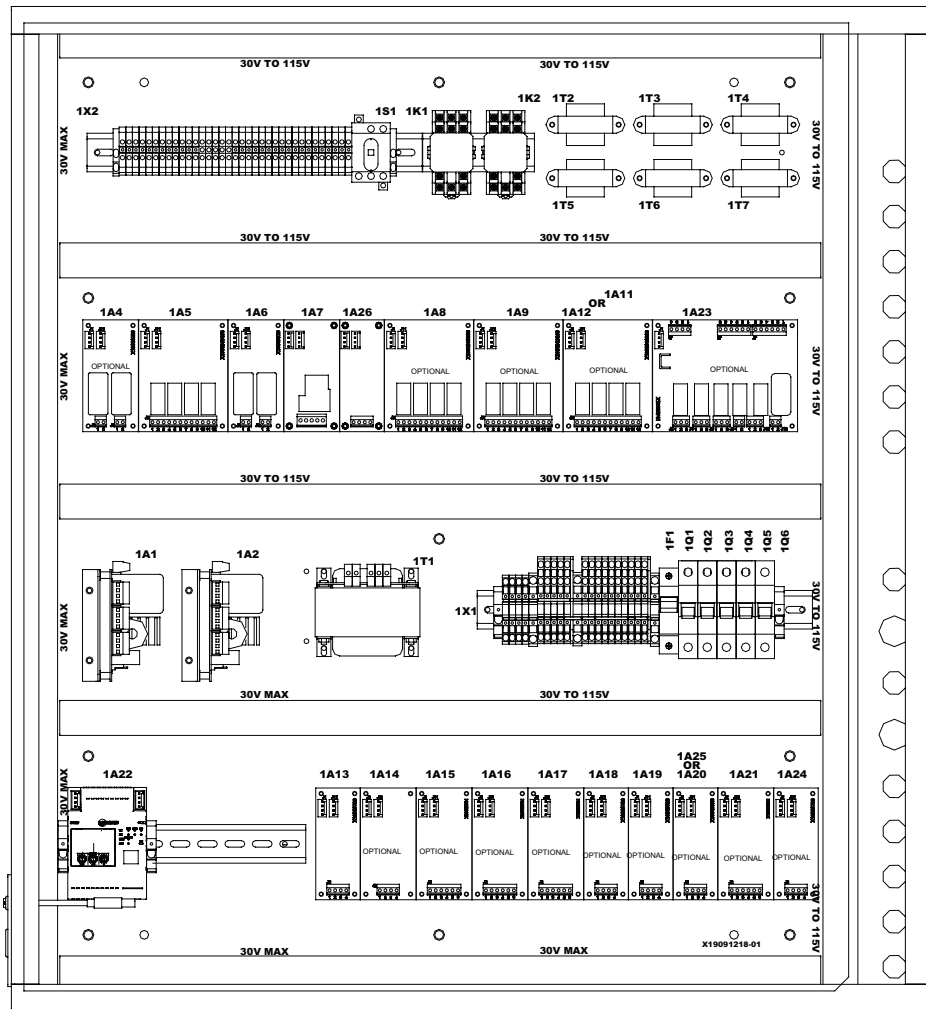 30V TO 115V 30V TO 115V
1X2 1S1 1K1 1K2 1T2 1T3 1T4
30V MAX
30V TO 115V
1T5 1T6 1T7
30V TO 115V 30V TO 115V
1A11
OR
1A4 1A5 1A6 1A7 1A26 1A8 1A9 1A12 1A23
30V MAX
OPTIONAL OPTIONAL OPTIONAL OPTIONAL OPTIONAL
30V TO 115V
30V TO 115V 30V TO 115V
1A1 1A2 1T1 1X1 1F1 1Q1 1Q2 1Q3 1Q4 1Q5 1Q6
30V MAX
30V TO 115V
30V MAX 30V TO 115V
1A25
OR
1A22 1A13 1A14 1A15 1A16 1A17 1A18 1A19 1A20 1A21 1A24
30V MAX
OPTIONAL OPTIONAL OPTIONAL OPTIONAL OPTIONAL OPTIONAL OPTIONAL OPTIONAL OPTIONAL
30V TO 115V
X19091218-01
30V MAX 30V MAX